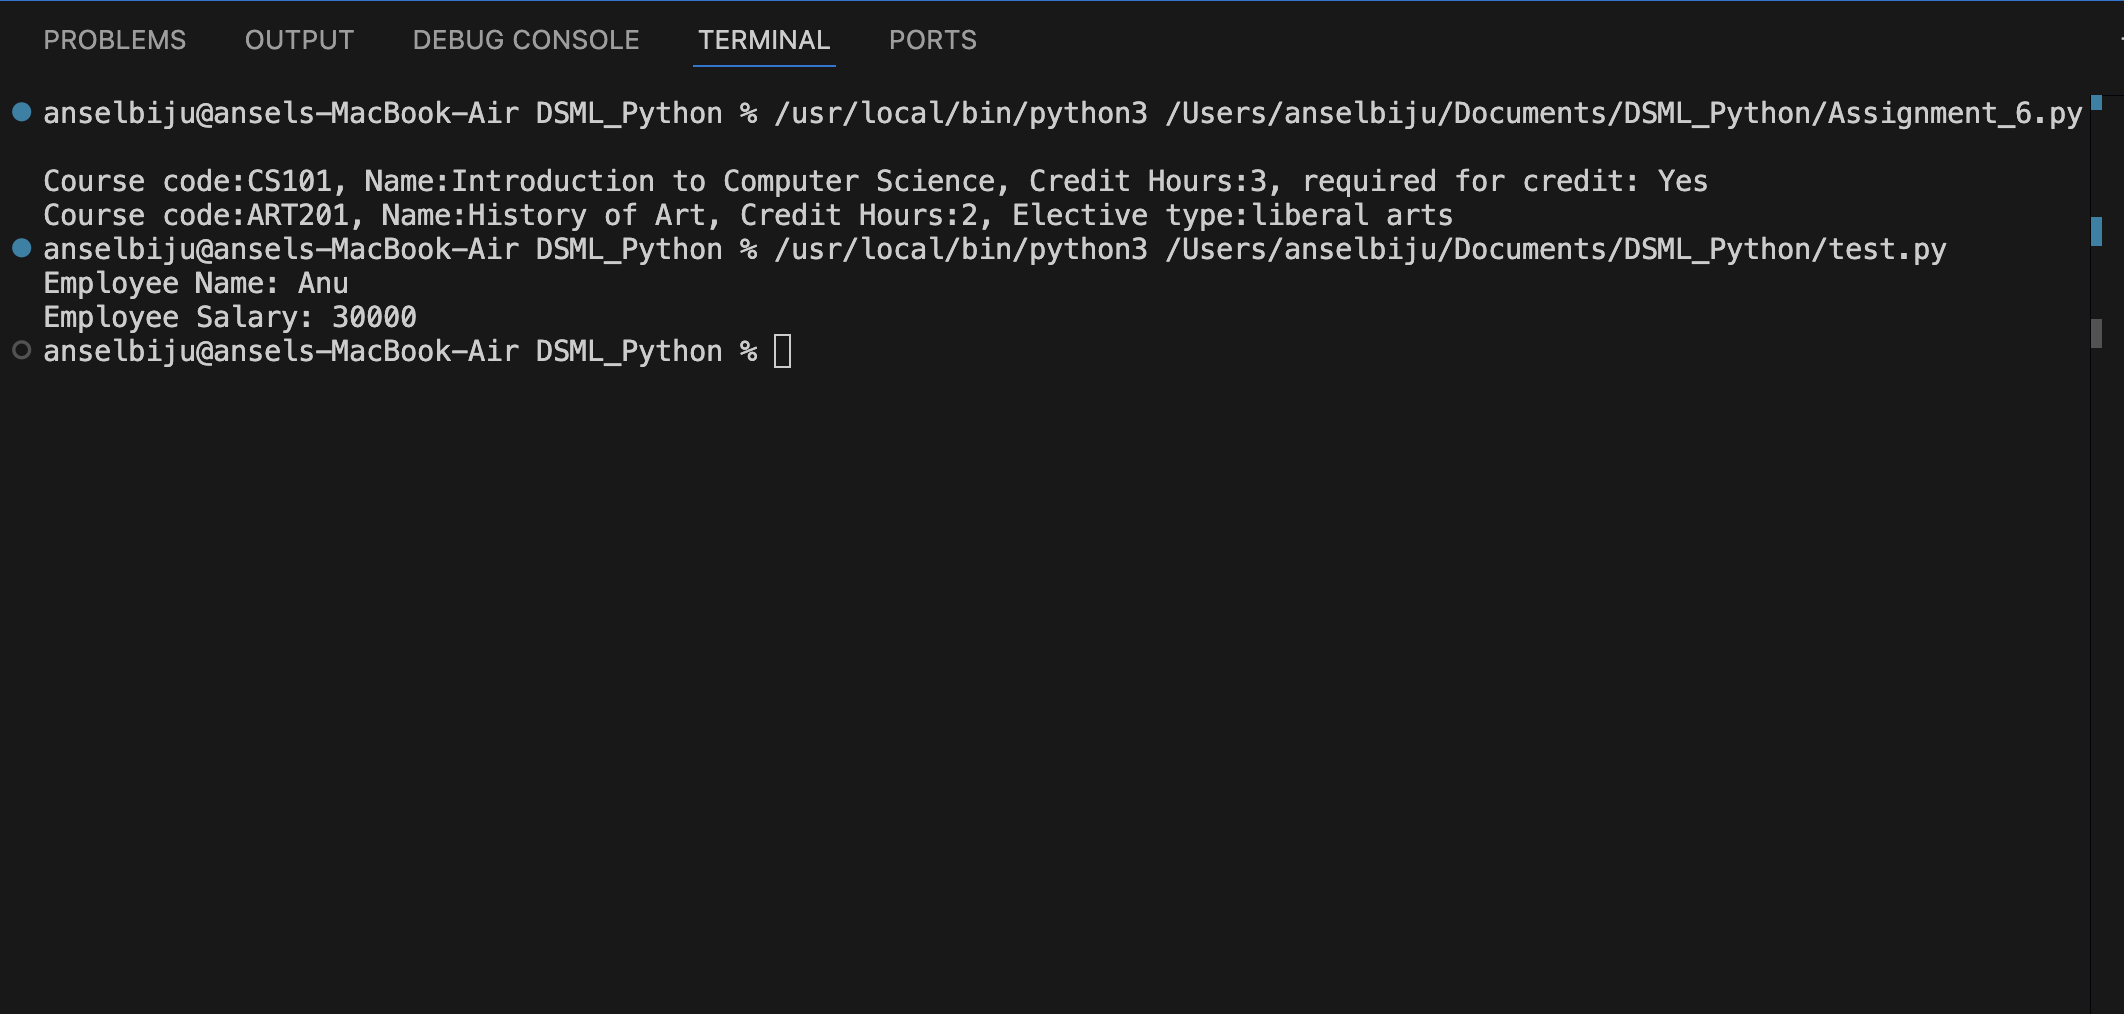 PROBLEMS OUTPUT DEBUG CONSOLE TERMINAL PORTS
anselbiju@ansels-MacBook-Air DSML_Python % /usr/local/bin/python3 /Users/anselbiju/Documents/DSML_Python/Assignment_6.py
Course code:CS101, Name:Introduction to Computer Science, Credit Hours:3, required for credit: Yes
Course code:ART201, Name:History of Art, Credit Hours:2, Elective type:liberal arts
anselbiju@ansels-MacBook-Air DSML_Python % /usr/local/bin/python3 /Users/anselbiju/Documents/DSML_Python/test.py
Employee Name: Anu
Employee Salary: 30000
anselbiju@ansels-MacBook-Air DSML_Python %